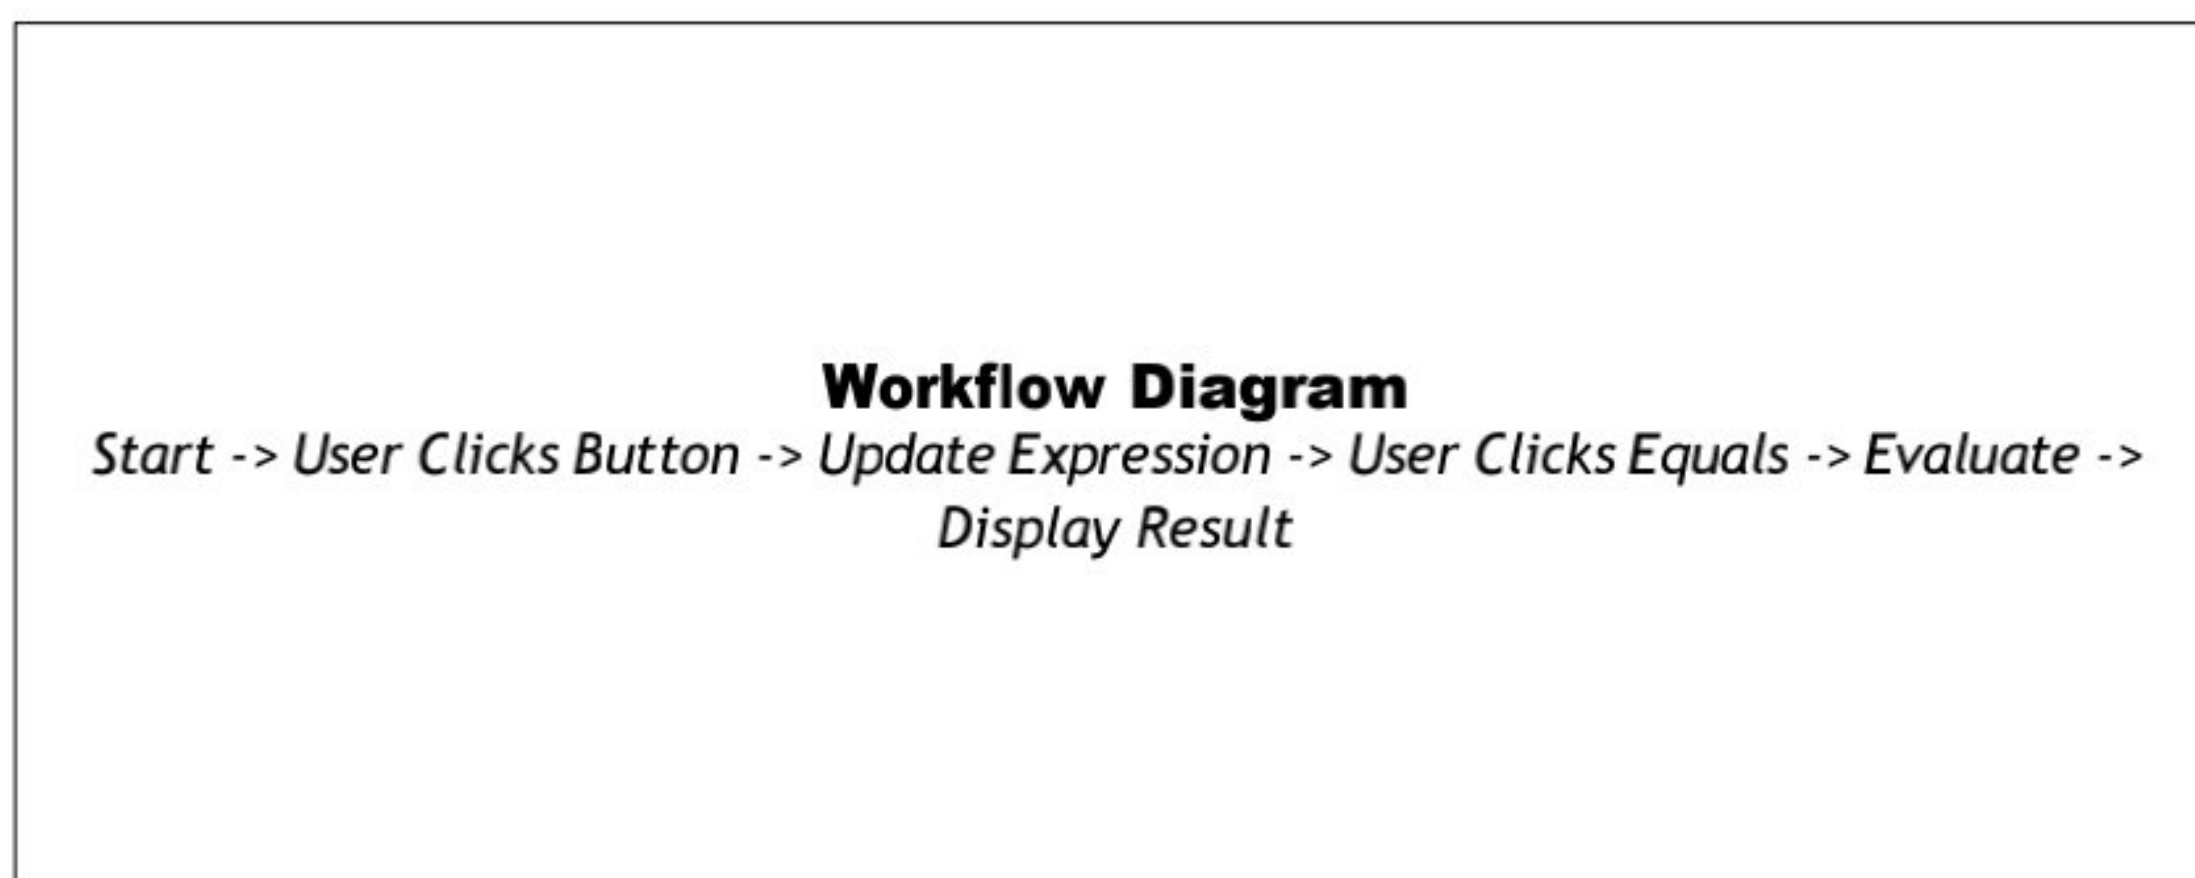 Workflow Diagram
Start -> User Clicks Button -> Update Expression -> User Clicks Equals -> Evaluate ->
Display Result